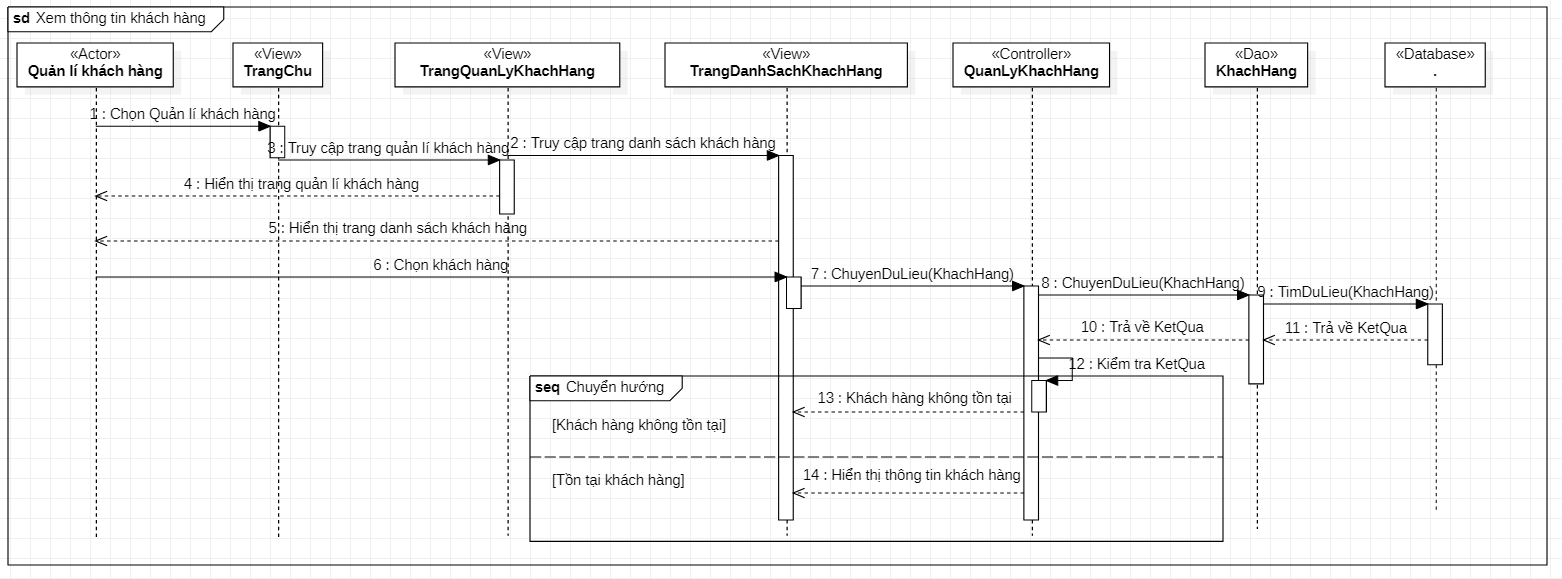 sd Xem thông tin khách hàng
«Actor»
Quản lí khách hàng
«View»
TrangChu
«View»
TrangQuanLyKhachHang
«View»
TrangDanhSachKhachHang
«Controller»
QuanLyKhachHang
«Dao»
KhachHang
«Database»
.
1 : Chọn Quản lí khách hàng
2 : Truy cập trang danh sách khách hàng
3 : Truy cập trang quản lí khách hàng
4 : Hiển thị trang quản lí khách hàng
5 : Hiển thị trang danh sách khách hàng
6 : Chọn khách hàng
7 : ChuyenDuLieu(KhachHang)
8 : ChuyenDuLieu(KhachHang)
9 : TimDuLieu(KhachHang)
10 : Trả về KetQua
11 : Trả về KetQua
12 : Kiểm tra KetQua
seq Chuyển hướng
13 : Khách hàng không tồn tại
[Khách hàng không tồn tại]
14 : Hiển thị thông tin khách hàng
[Tồn tại khách hàng]